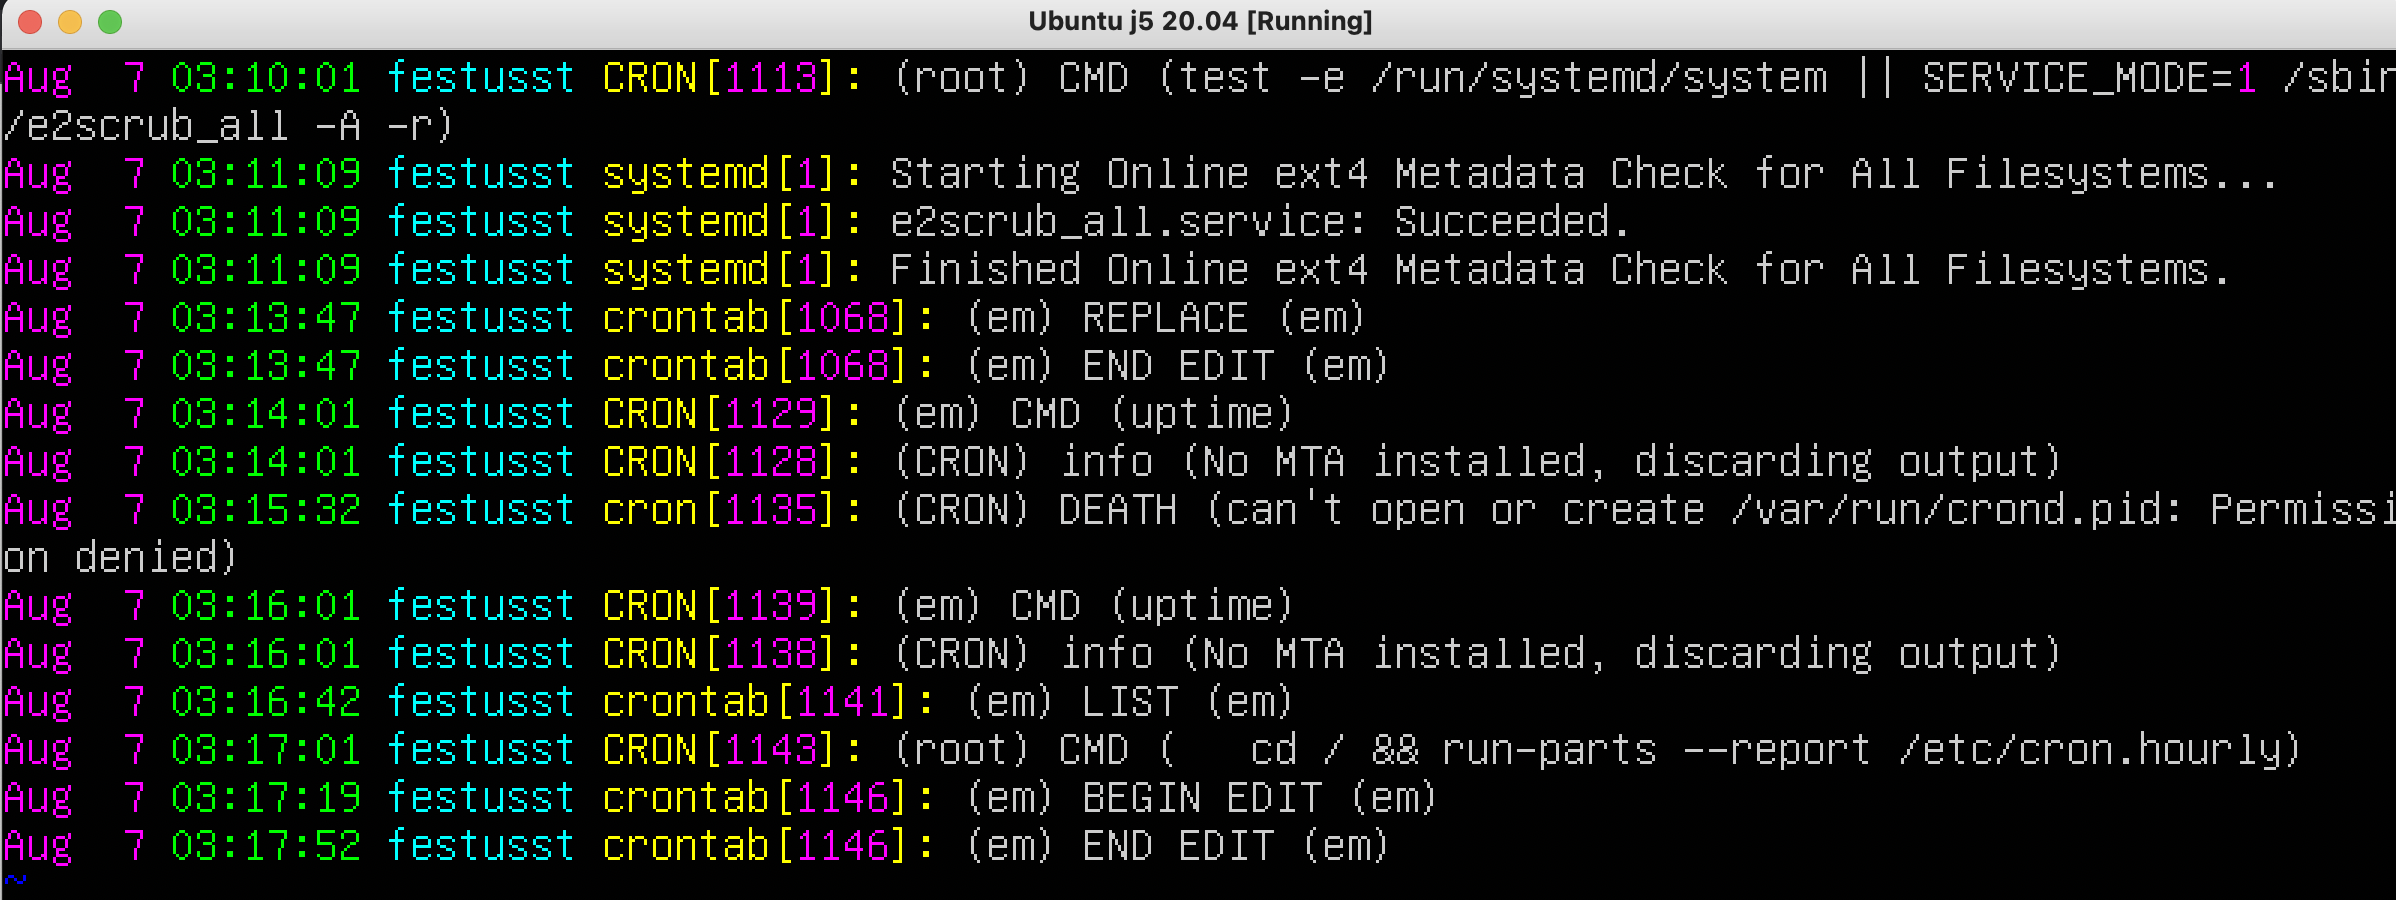 Ubuntu j5 20.04 [Running]
Aug  7 03:10:01 festusst CRON[1113]: (root) CMD (test -e /run/systemd/system || SERVICE_MODE=1 /sbin
/e2scrub_all -A -r)
Aug  7 03:11:09 festusst systemd[1]: Starting Online ext4 Metadata Check for All Filesystems...
Aug  7 03:11:09 festusst systemd[1]: e2scrub_all.service: Succeeded.
Aug  7 03:11:09 festusst systemd[1]: Finished Online ext4 Metadata Check for All Filesystems.
Aug  7 03:13:47 festusst crontab[1068]: (em) REPLACE (em)
Aug  7 03:13:47 festusst crontab[1068]: (em) END EDIT (em)
Aug  7 03:14:01 festusst CRON[1129]: (em) CMD (uptime)
Aug  7 03:14:01 festusst CRON[1128]: (CRON) info (No MTA installed, discarding output)
Aug  7 03:15:32 festusst cron[1135]: (CRON) DEATH (can't open or create /var/run/crond.pid: Permissi
on denied)
Aug  7 03:16:01 festusst CRON[1139]: (em) CMD (uptime)
Aug  7 03:16:01 festusst CRON[1138]: (CRON) info (No MTA installed, discarding output)
Aug  7 03:16:42 festusst crontab[1141]: (em) LIST (em)
Aug  7 03:17:01 festusst CRON[1143]: (root) CMD (   cd / && run-parts --report /etc/cron.hourly)
Aug  7 03:17:19 festusst crontab[1146]: (em) BEGIN EDIT (em)
Aug  7 03:17:52 festusst crontab[1146]: (em) END EDIT (em)
~